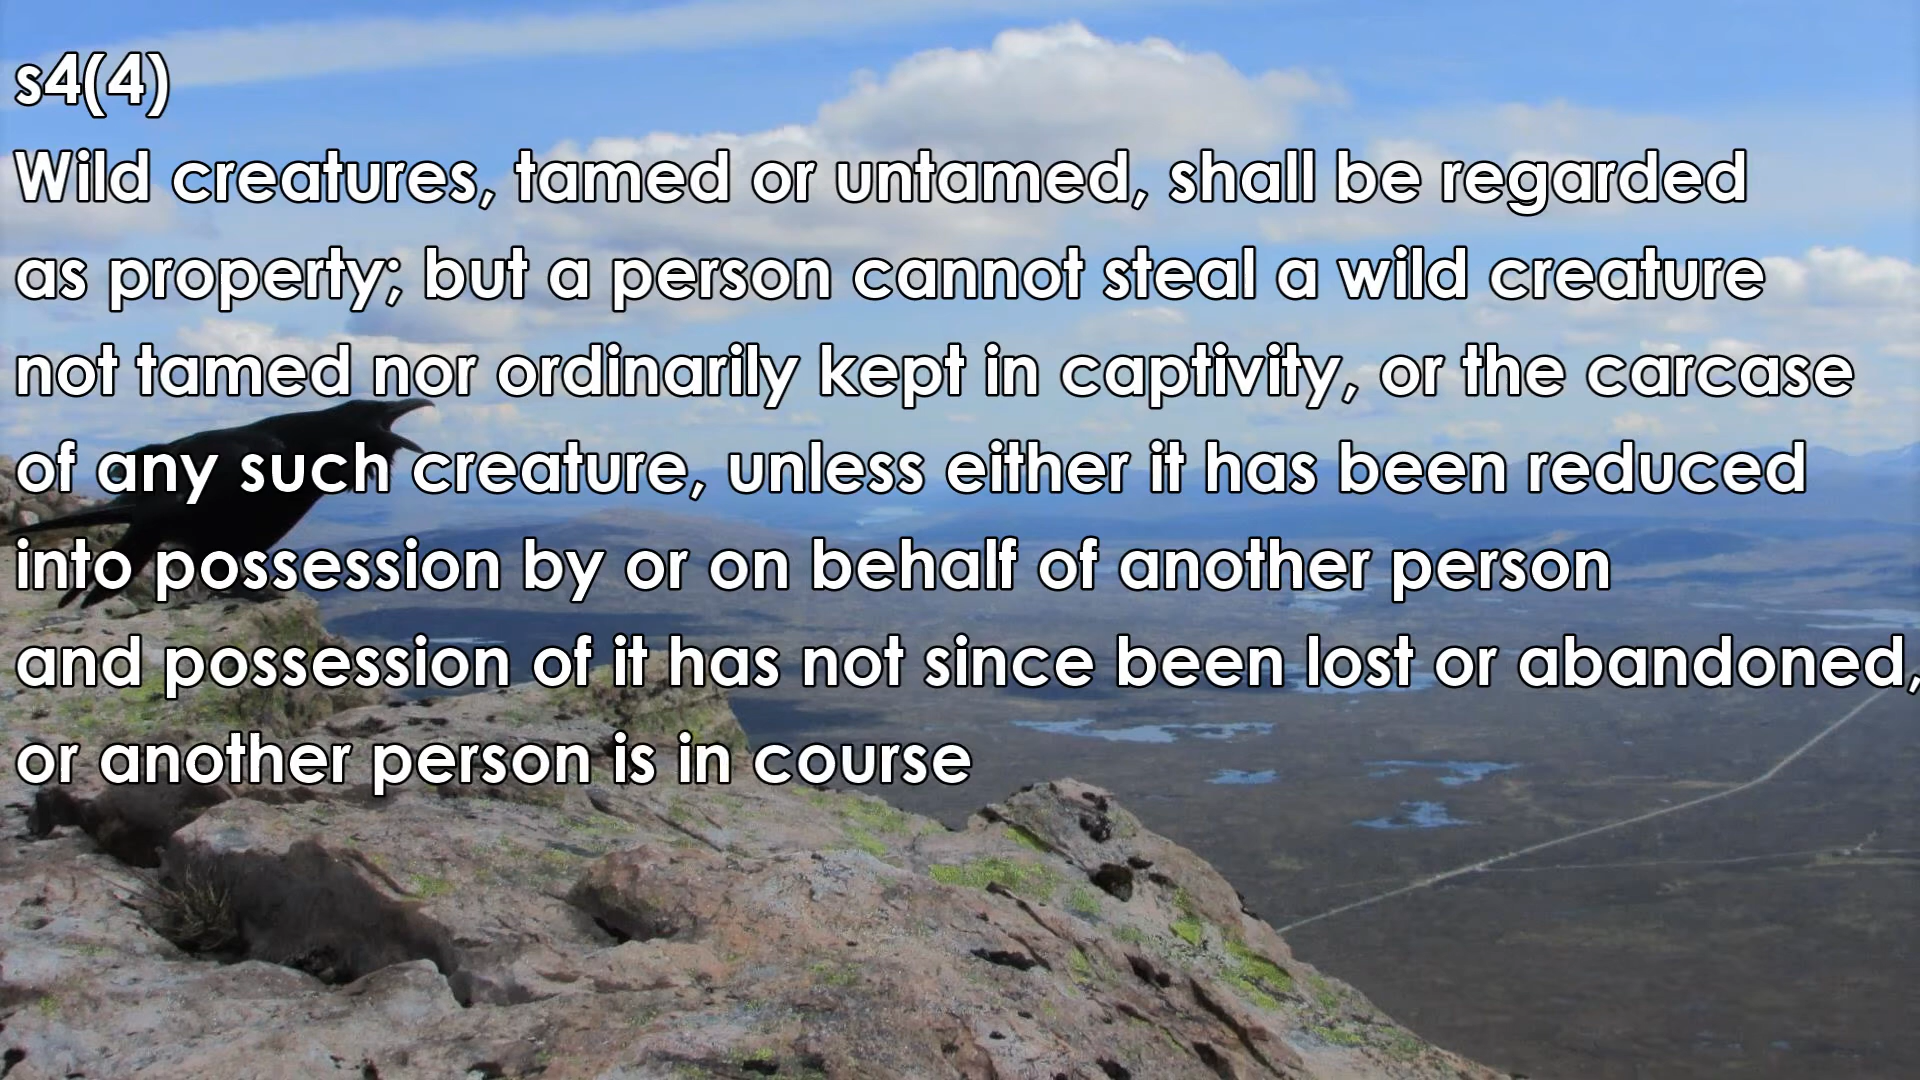 s4(4)
Wild creatures, tamed or untamed, shall be regarded
as property; but a person cannot steal a wild creature
not tamed nor ordinarily kept in captivity, or the carcase
of any such creature, unless either it has been reduced
into possession by or on behalf of another person
and possession of it has not since been lost or abandoned,
or another person is in course